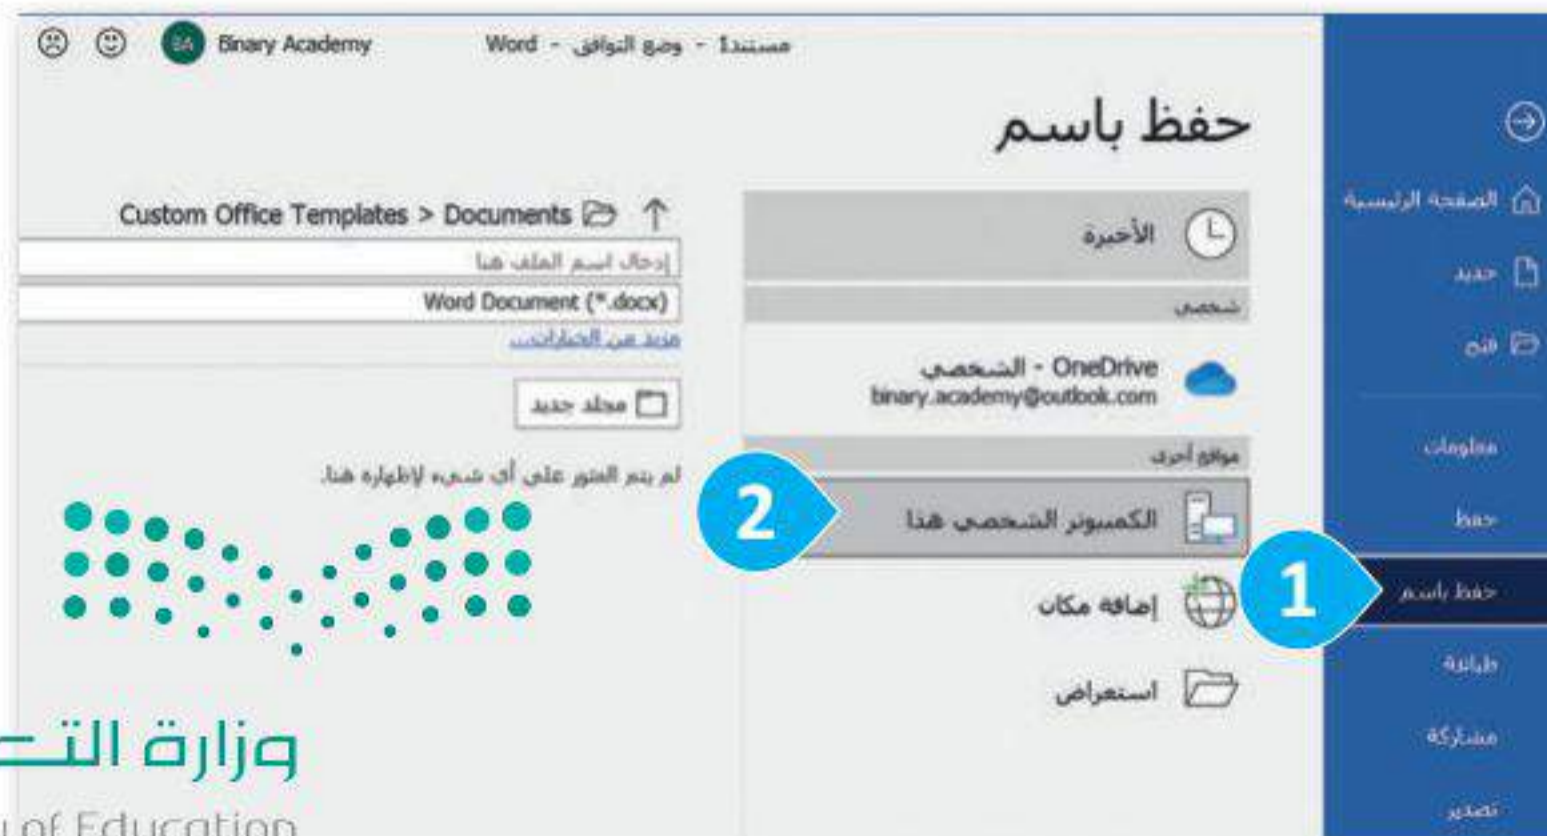 مستند1 - وضع التوافق - Word
Binary Academy
BA
حفظ باسم
الصفحة الرئيسية
جديد
فتح
معلومات
حفظ
حفظ باسم
طباعة
مشاركة
تصدير
الأخيرة
شخصي
OneDrive - الشخصي
binary.academy@outlook.com
مواقع أخرى
الكمبيوتر الشخصي هذا
إضافة مكان
استعراض
1
2
Custom Office Templates > Documents
إدخال اسم الملف هنا
Word Document (*.docx)
مزيد من الخيارات...
مجلد جديد
لم يتم العثور على أي شيء لإظهاره هنا.
وزارة التـ
of Education